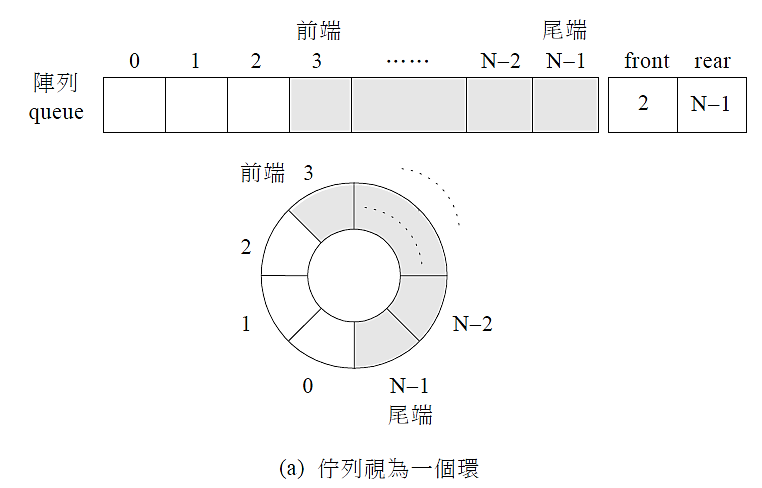 前端 尾端
0 1 2 3 …… N–2 N–1 front rear
陣列
queue
2 N–1
前端 3
2
1
N–2
0 N–1
尾端
(a) 佇列視為一個環